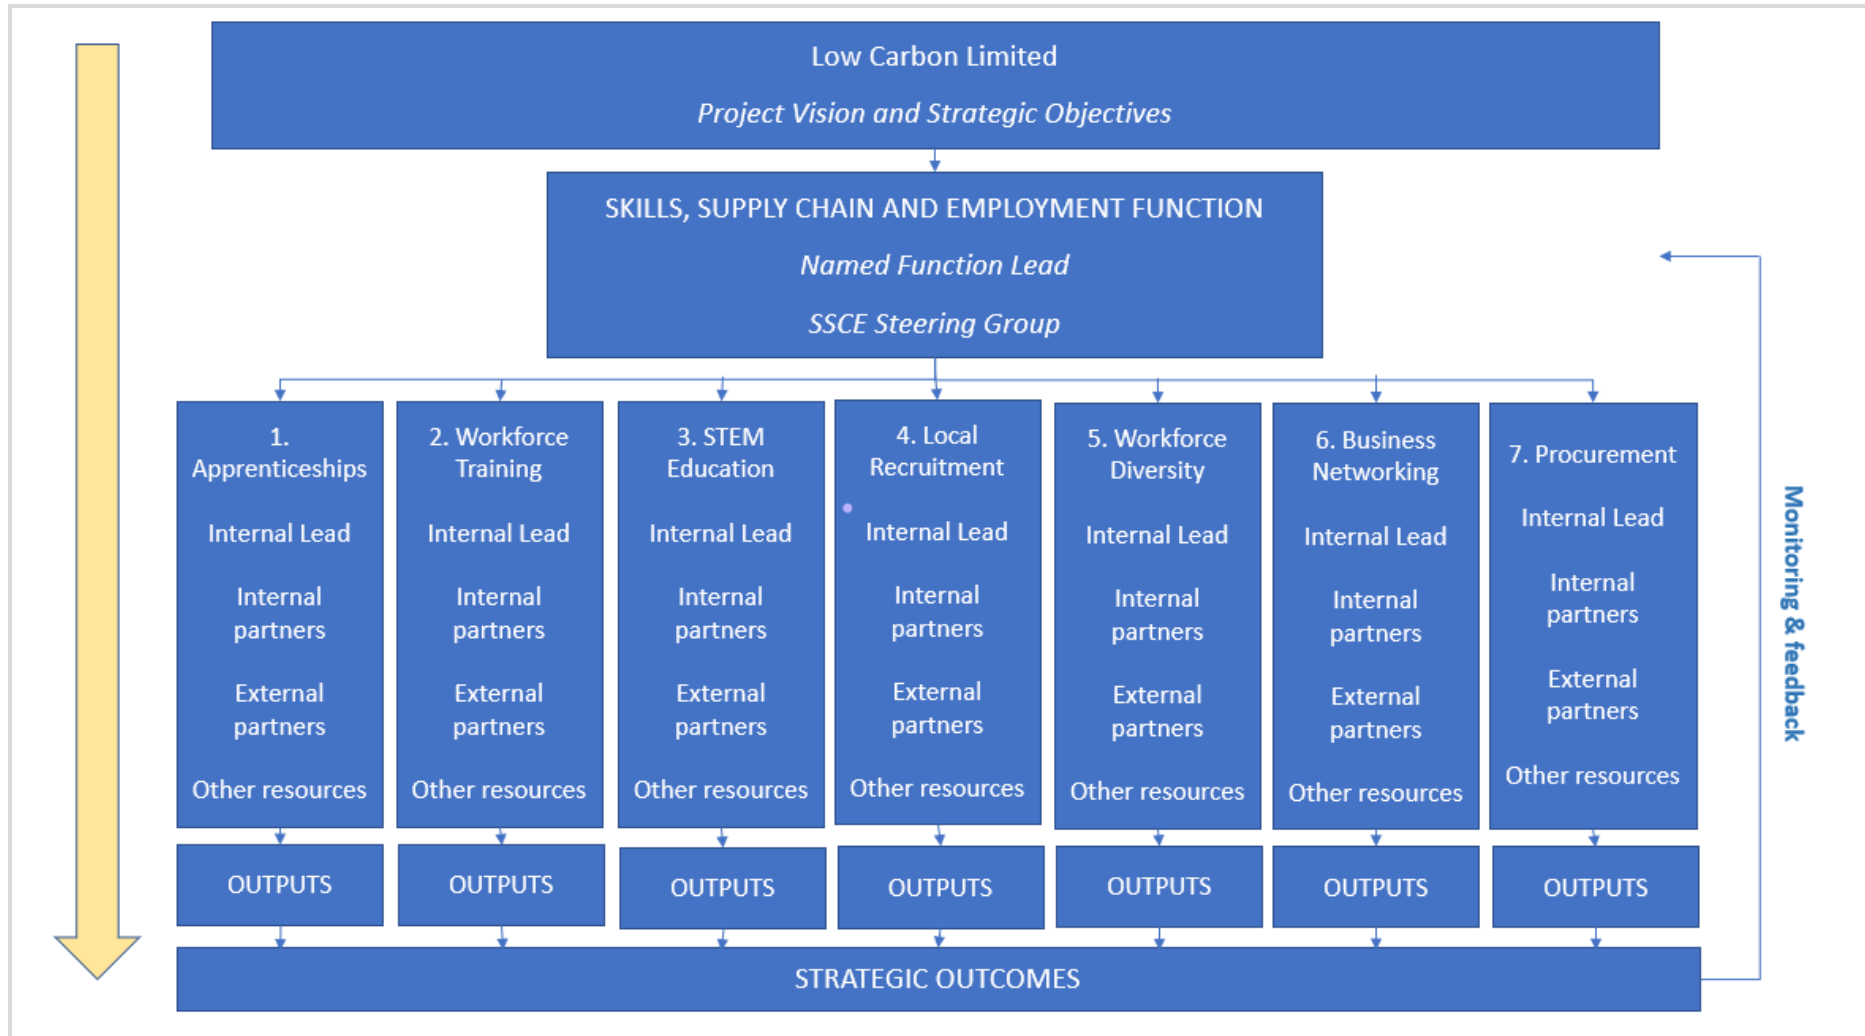 Low Carbon Limited
Project Vision and Strategic Objectives
SKILLS, SUPPLY CHAIN AND EMPLOYMENT FUNCTION
Named Function Lead
SSCE Steering Group
1.
Apprenticeships
Internal Lead
Internal
partners
External
partners
Other resources
2. Workforce
Training
Internal Lead
Internal
partners
External
partners
Other resources
3. STEM
Education
Internal Lead
Internal
partners
External
partners
Other resources
4. Local
Recruitment
Internal Lead
Internal
partners
External
partners
Other resources
5. Workforce
Diversity
Internal Lead
Internal
partners
External
partners
Other resources
6. Business
Networking
Internal Lead
Internal
partners
External
partners
Other resources
7. Procurement
Internal Lead
Internal
partners
External
partners
Other resources
OUTPUTS
OUTPUTS
OUTPUTS
OUTPUTS
OUTPUTS
OUTPUTS
OUTPUTS
STRATEGIC OUTCOMES
Monitoring & feedback